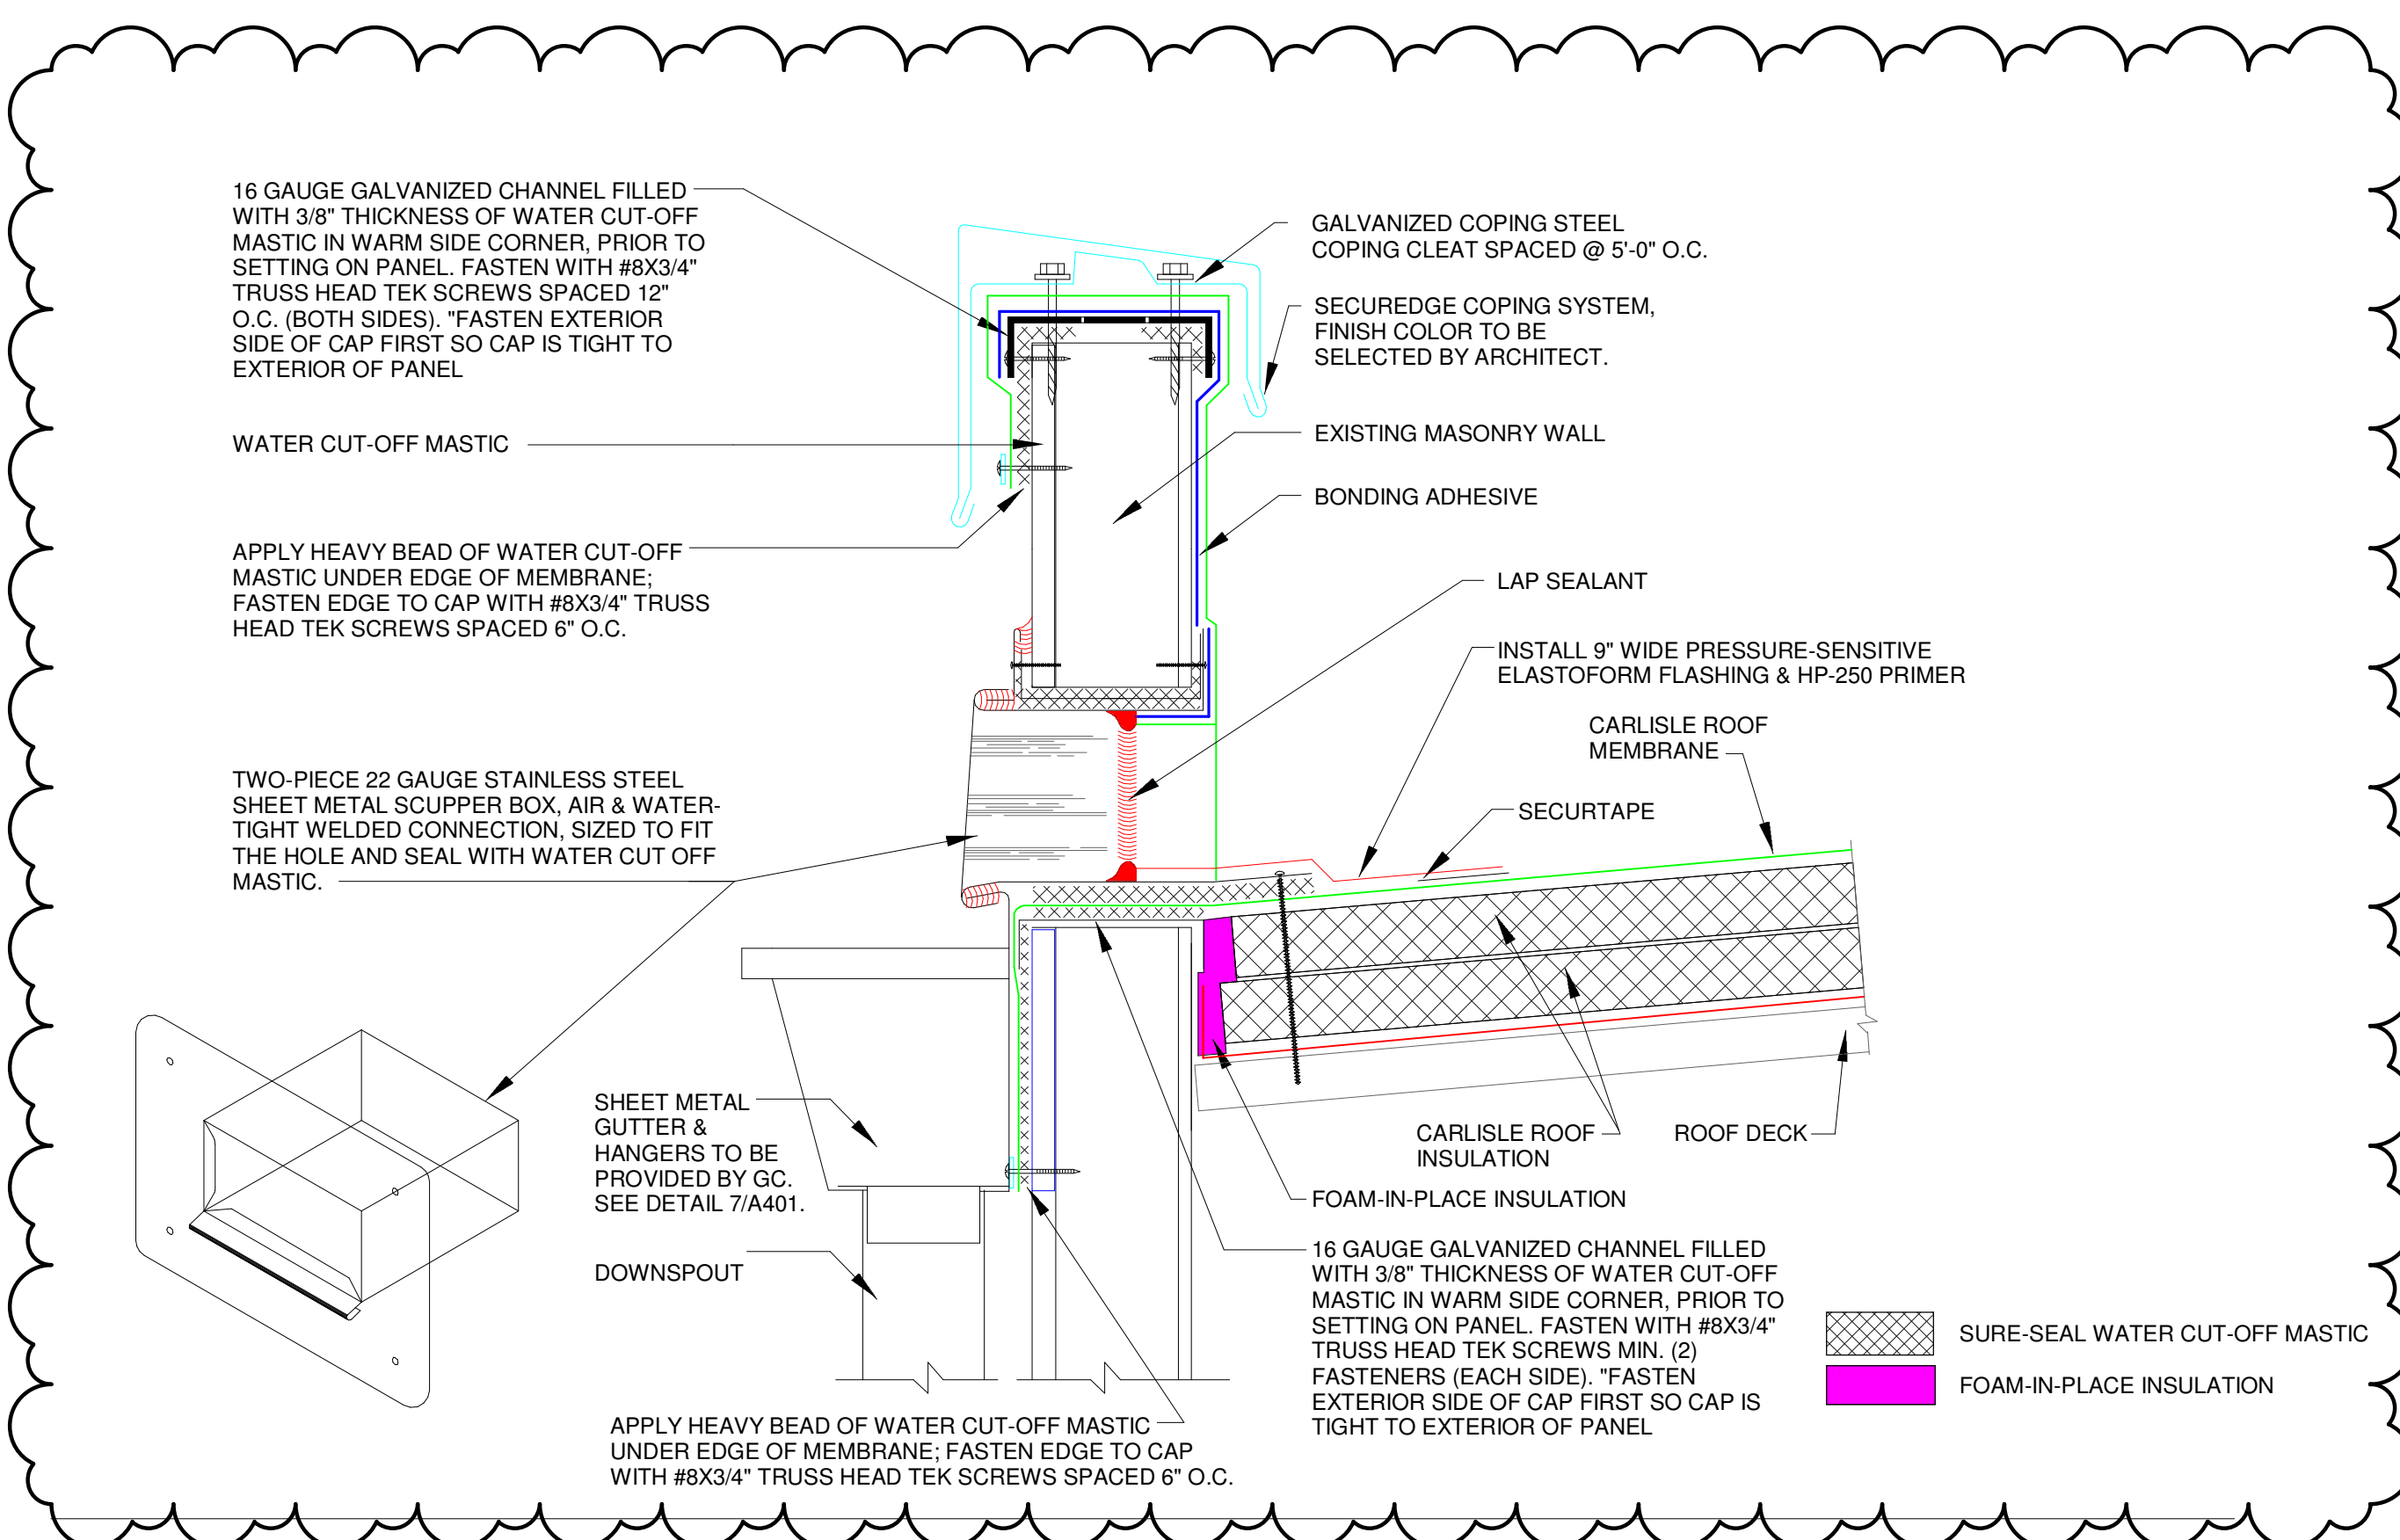 16 GAUGE GALVANIZED CHANNEL FILLED
WITH 3/8" THICKNESS OF WATER CUT-OFF
MASTIC IN WARM SIDE CORNER, PRIOR TO
SETTING ON PANEL. FASTEN WITH #8X3/4"
TRUSS HEAD TEK SCREWS SPACED 12"
O.C. (BOTH SIDES). "FASTEN EXTERIOR
SIDE OF CAP FIRST SO CAP IS TIGHT TO
EXTERIOR OF PANEL
WATER CUT-OFF MASTIC
APPLY HEAVY BEAD OF WATER CUT-OFF
MASTIC UNDER EDGE OF MEMBRANE;
FASTEN EDGE TO CAP WITH #8X3/4" TRUSS
HEAD TEK SCREWS SPACED 6" O.C.
TWO-PIECE 22 GAUGE STAINLESS STEEL
SHEET METAL SCUPPER BOX, AIR & WATER-
TIGHT WELDED CONNECTION, SIZED TO FIT
THE HOLE AND SEAL WITH WATER CUT OFF
MASTIC.
GALVANIZED COPING STEEL
COPING CLEAT SPACED @ 5'-0" O.C.
SECUREDGE COPING SYSTEM,
FINISH COLOR TO BE
SELECTED BY ARCHITECT.
EXISTING MASONRY WALL
BONDING ADHESIVE
LAP SEALANT
INSTALL 9" WIDE PRESSURE-SENSITIVE
ELASTOFORM FLASHING & HP-250 PRIMER
CARLISLE ROOF
MEMBRANE
SECURTAPE
SHEET METAL
GUTTER &
HANGERS TO BE
PROVIDED BY GC.
SEE DETAIL 7/A401.
DOWNSPOUT
CARLISLE ROOF
INSULATION
ROOF DECK
FOAM-IN-PLACE INSULATION
16 GAUGE GALVANIZED CHANNEL FILLED
WITH 3/8" THICKNESS OF WATER CUT-OFF
MASTIC IN WARM SIDE CORNER, PRIOR TO
SETTING ON PANEL. FASTEN WITH #8X3/4"
TRUSS HEAD TEK SCREWS MIN. (2)
FASTENERS (EACH SIDE). "FASTEN
EXTERIOR SIDE OF CAP FIRST SO CAP IS
TIGHT TO EXTERIOR OF PANEL
APPLY HEAVY BEAD OF WATER CUT-OFF MASTIC
UNDER EDGE OF MEMBRANE; FASTEN EDGE TO CAP
WITH #8X3/4" TRUSS HEAD TEK SCREWS SPACED 6" O.C.
SURE-SEAL WATER CUT-OFF MASTIC
FOAM-IN-PLACE INSULATION